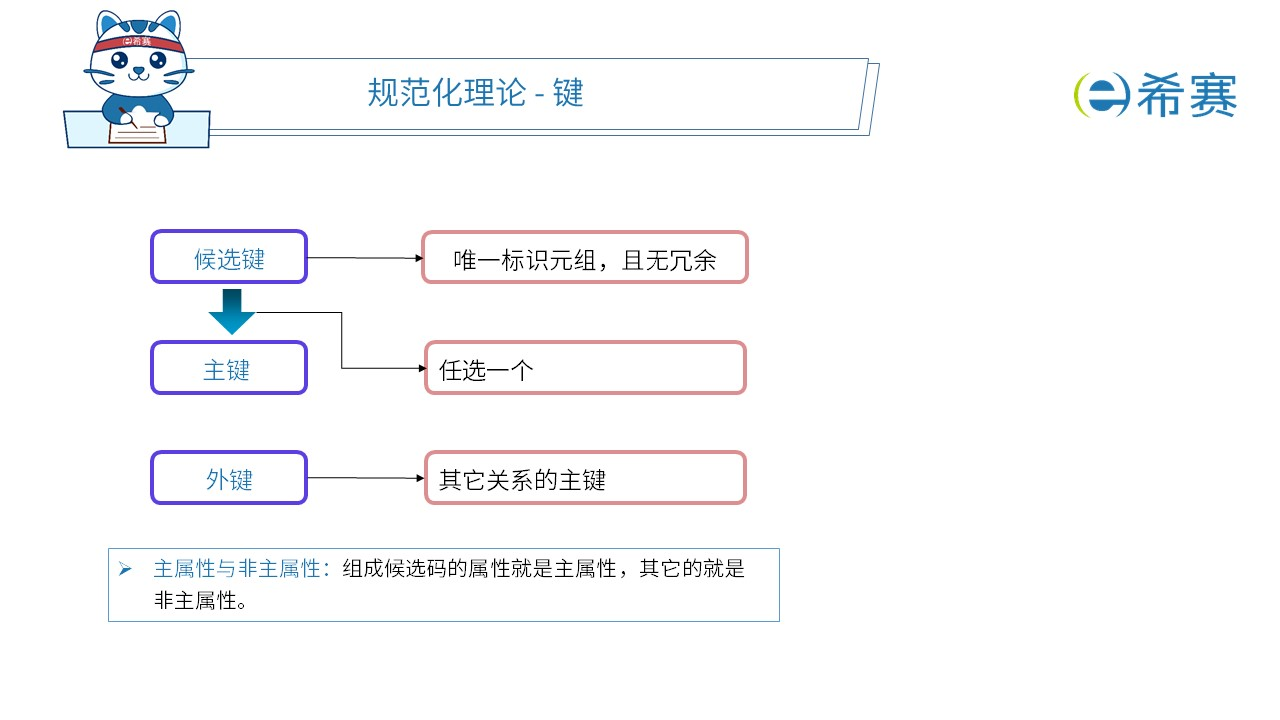 希赛
规范化理论 - 键
希赛
候选键
唯一标识元组，且无冗余
主键
任选一个
外键
其它关系的主键
主属性与非主属性：组成候选码的属性就是主属性，其它的就是
非主属性。